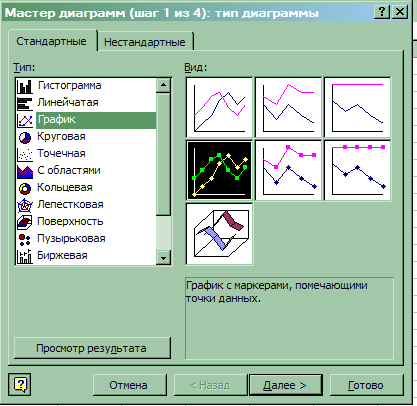 Мастер диаграмм (шаг 1 из 4): тип диаграммы
Стандартные
Нестандартные
Тип:
Вид:
Гистограмма
Линейчатая
График
Круговая
Точечная
С областями
Кольцевая
Лепестковая
Поверхность
Пузырьковая
Биржевая
График с маркерами, помечающими
точки данных.
Просмотр результата
Отмена
< Назад
Далее >
Готово